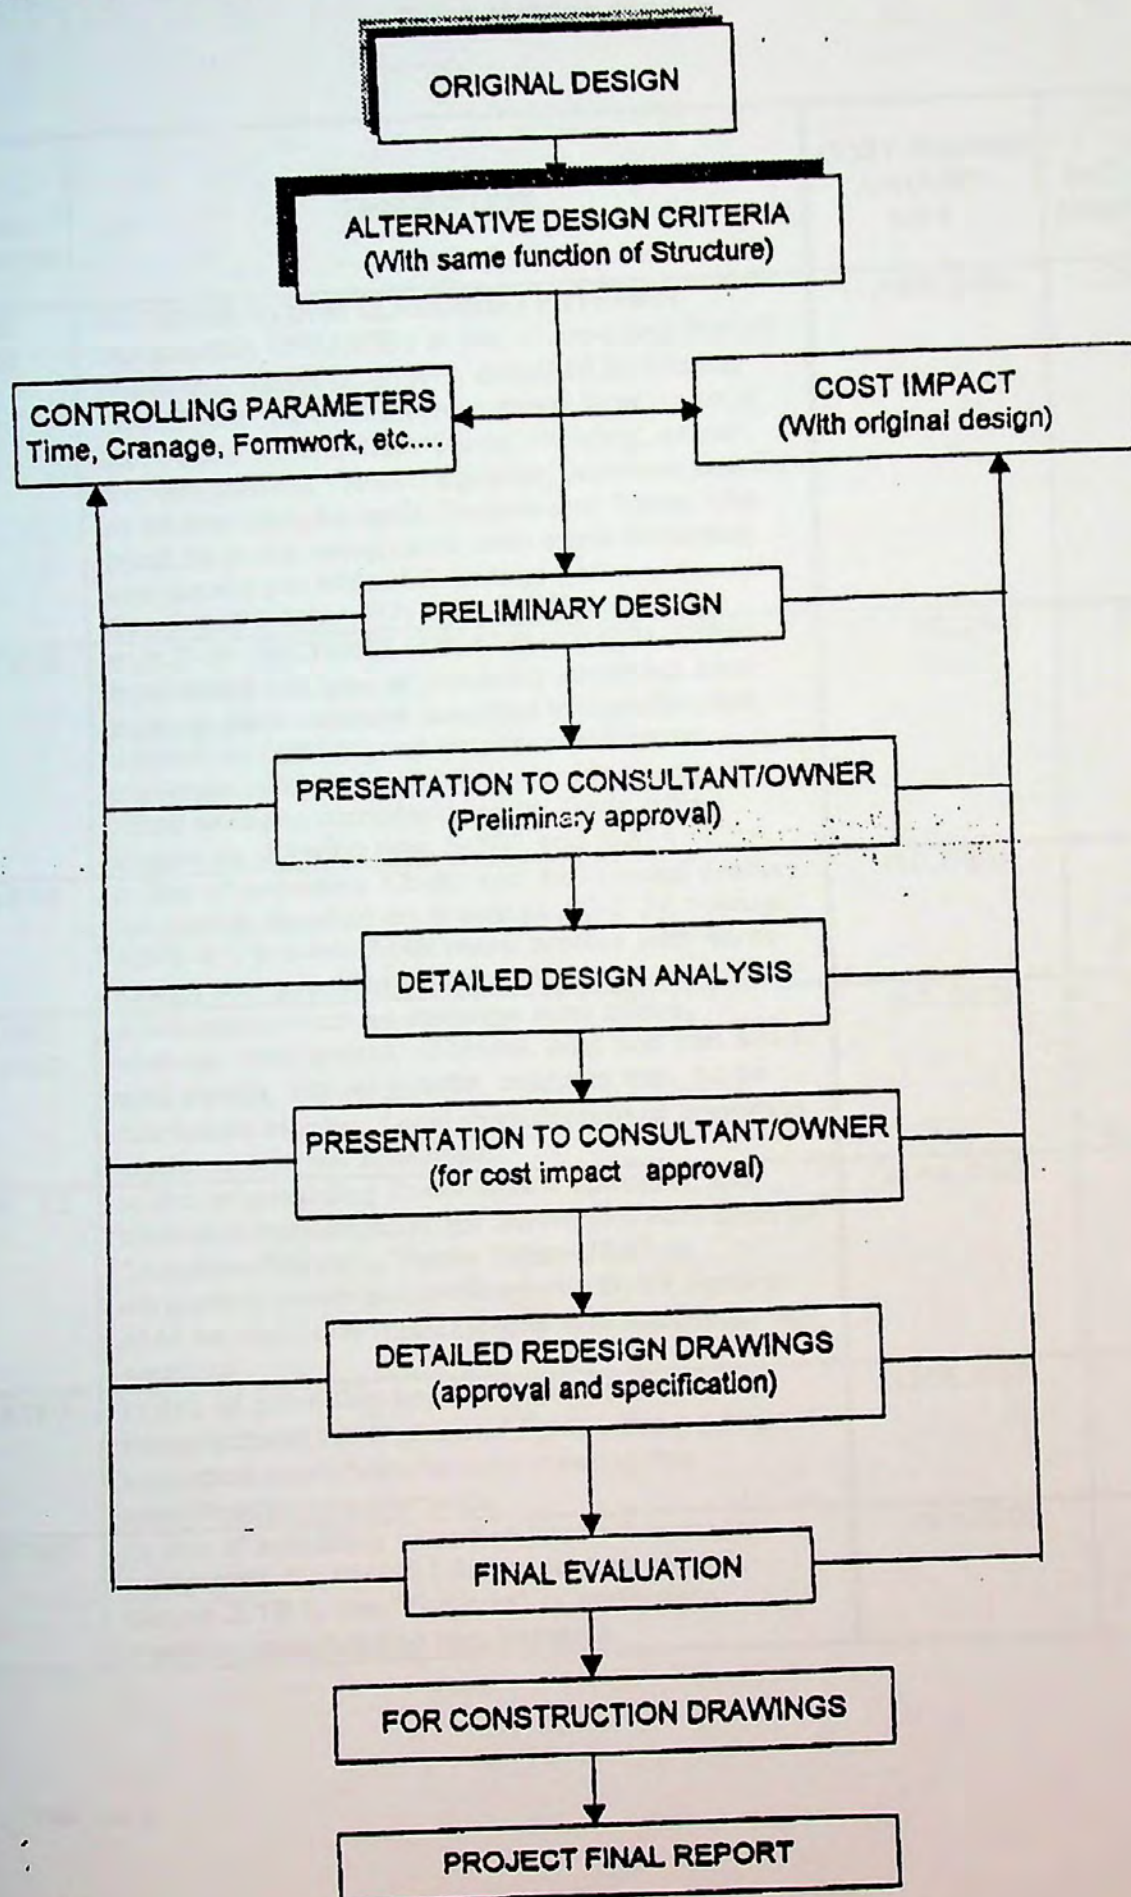 ORIGINAL DESIGN
ALTERNATIVE DESIGN CRITERIA
(With same function of Structure)
CONTROLLING PARAMETERS
Time, Cranage, Formwork, etc....
COST IMPACT
(With original design)
PRELIMINARY DESIGN
PRESENTATION TO CONSULTANT/OWNER
(Preliminary approval)
DETAILED DESIGN ANALYSIS
PRESENTATION TO CONSULTANT/OWNER
(for cost impact approval)
DETAILED REDESIGN DRAWINGS
(approval and specification)
FINAL EVALUATION
FOR CONSTRUCTION DRAWINGS
PROJECT FINAL REPORT